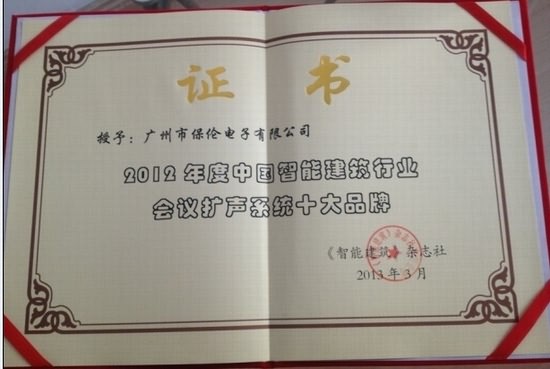 证书
授予：广州市保伦电子有限公司
2012年度中国智能建筑行业
会议扩声系统十大品牌
《智能建筑》杂志社
2013年3月